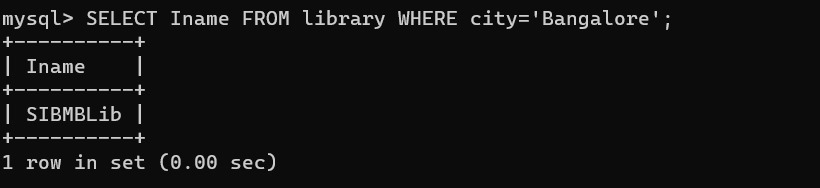 mysql> SELECT Iname FROM library WHERE city='Bangalore';
+----------+
| Iname    |
+----------+
| SIBMBLib |
+----------+
1 row in set (0.00 sec)